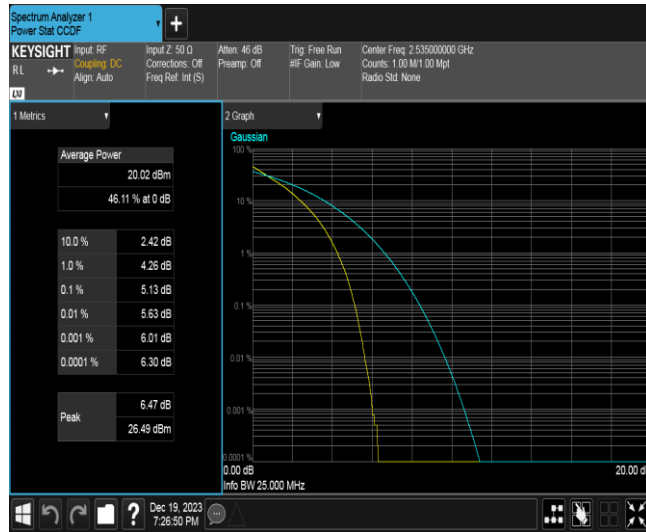 Spectrum Analyzer 1
Power Stat CCDF
+
KEYSIGHT
RL
LXI
Input: RF
Coupling: DC
Align: Auto
Input Z: 50 Ω
Corrections: Off
Freq Ref: Int (S)
Atten: 46 dB
Preamp: Off
Trig: Free Run
#IF Gain: Low
Center Freq: 2.535000000 GHz
Counts: 1.00 M/1.00 Mpt
Radio Std: None
1 Metrics
Average Power
20.02 dBm
46.11 % at 0 dB
10.0 % 2.42 dB
1.0 % 4.26 dB
0.1 % 5.13 dB
0.01 % 5.63 dB
0.001 % 6.01 dB
0.0001 % 6.30 dB
Peak
6.47 dB
26.49 dBm
2 Graph
Gaussian
100 %
10 %
1 %
0.1 %
0.01 %
0.001 %
0.0001 %
0.00 dB
20.00 d
Info BW 25.000 MHz
?
Dec 19, 2023
7:26:50 PM